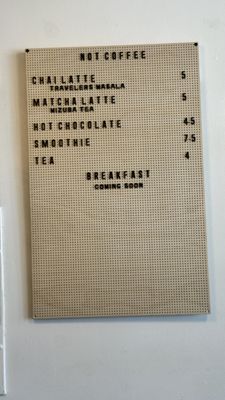 NOT COFFEE
CHAI LATTE 5
TRAVELERS MASALA
MATCHA LATTE 5
MIZUBA TEA
HOT CHOCOLATE 4.5
SMOOTHIE 7.5
TEA 4
BREAKFAST
COMING SOON